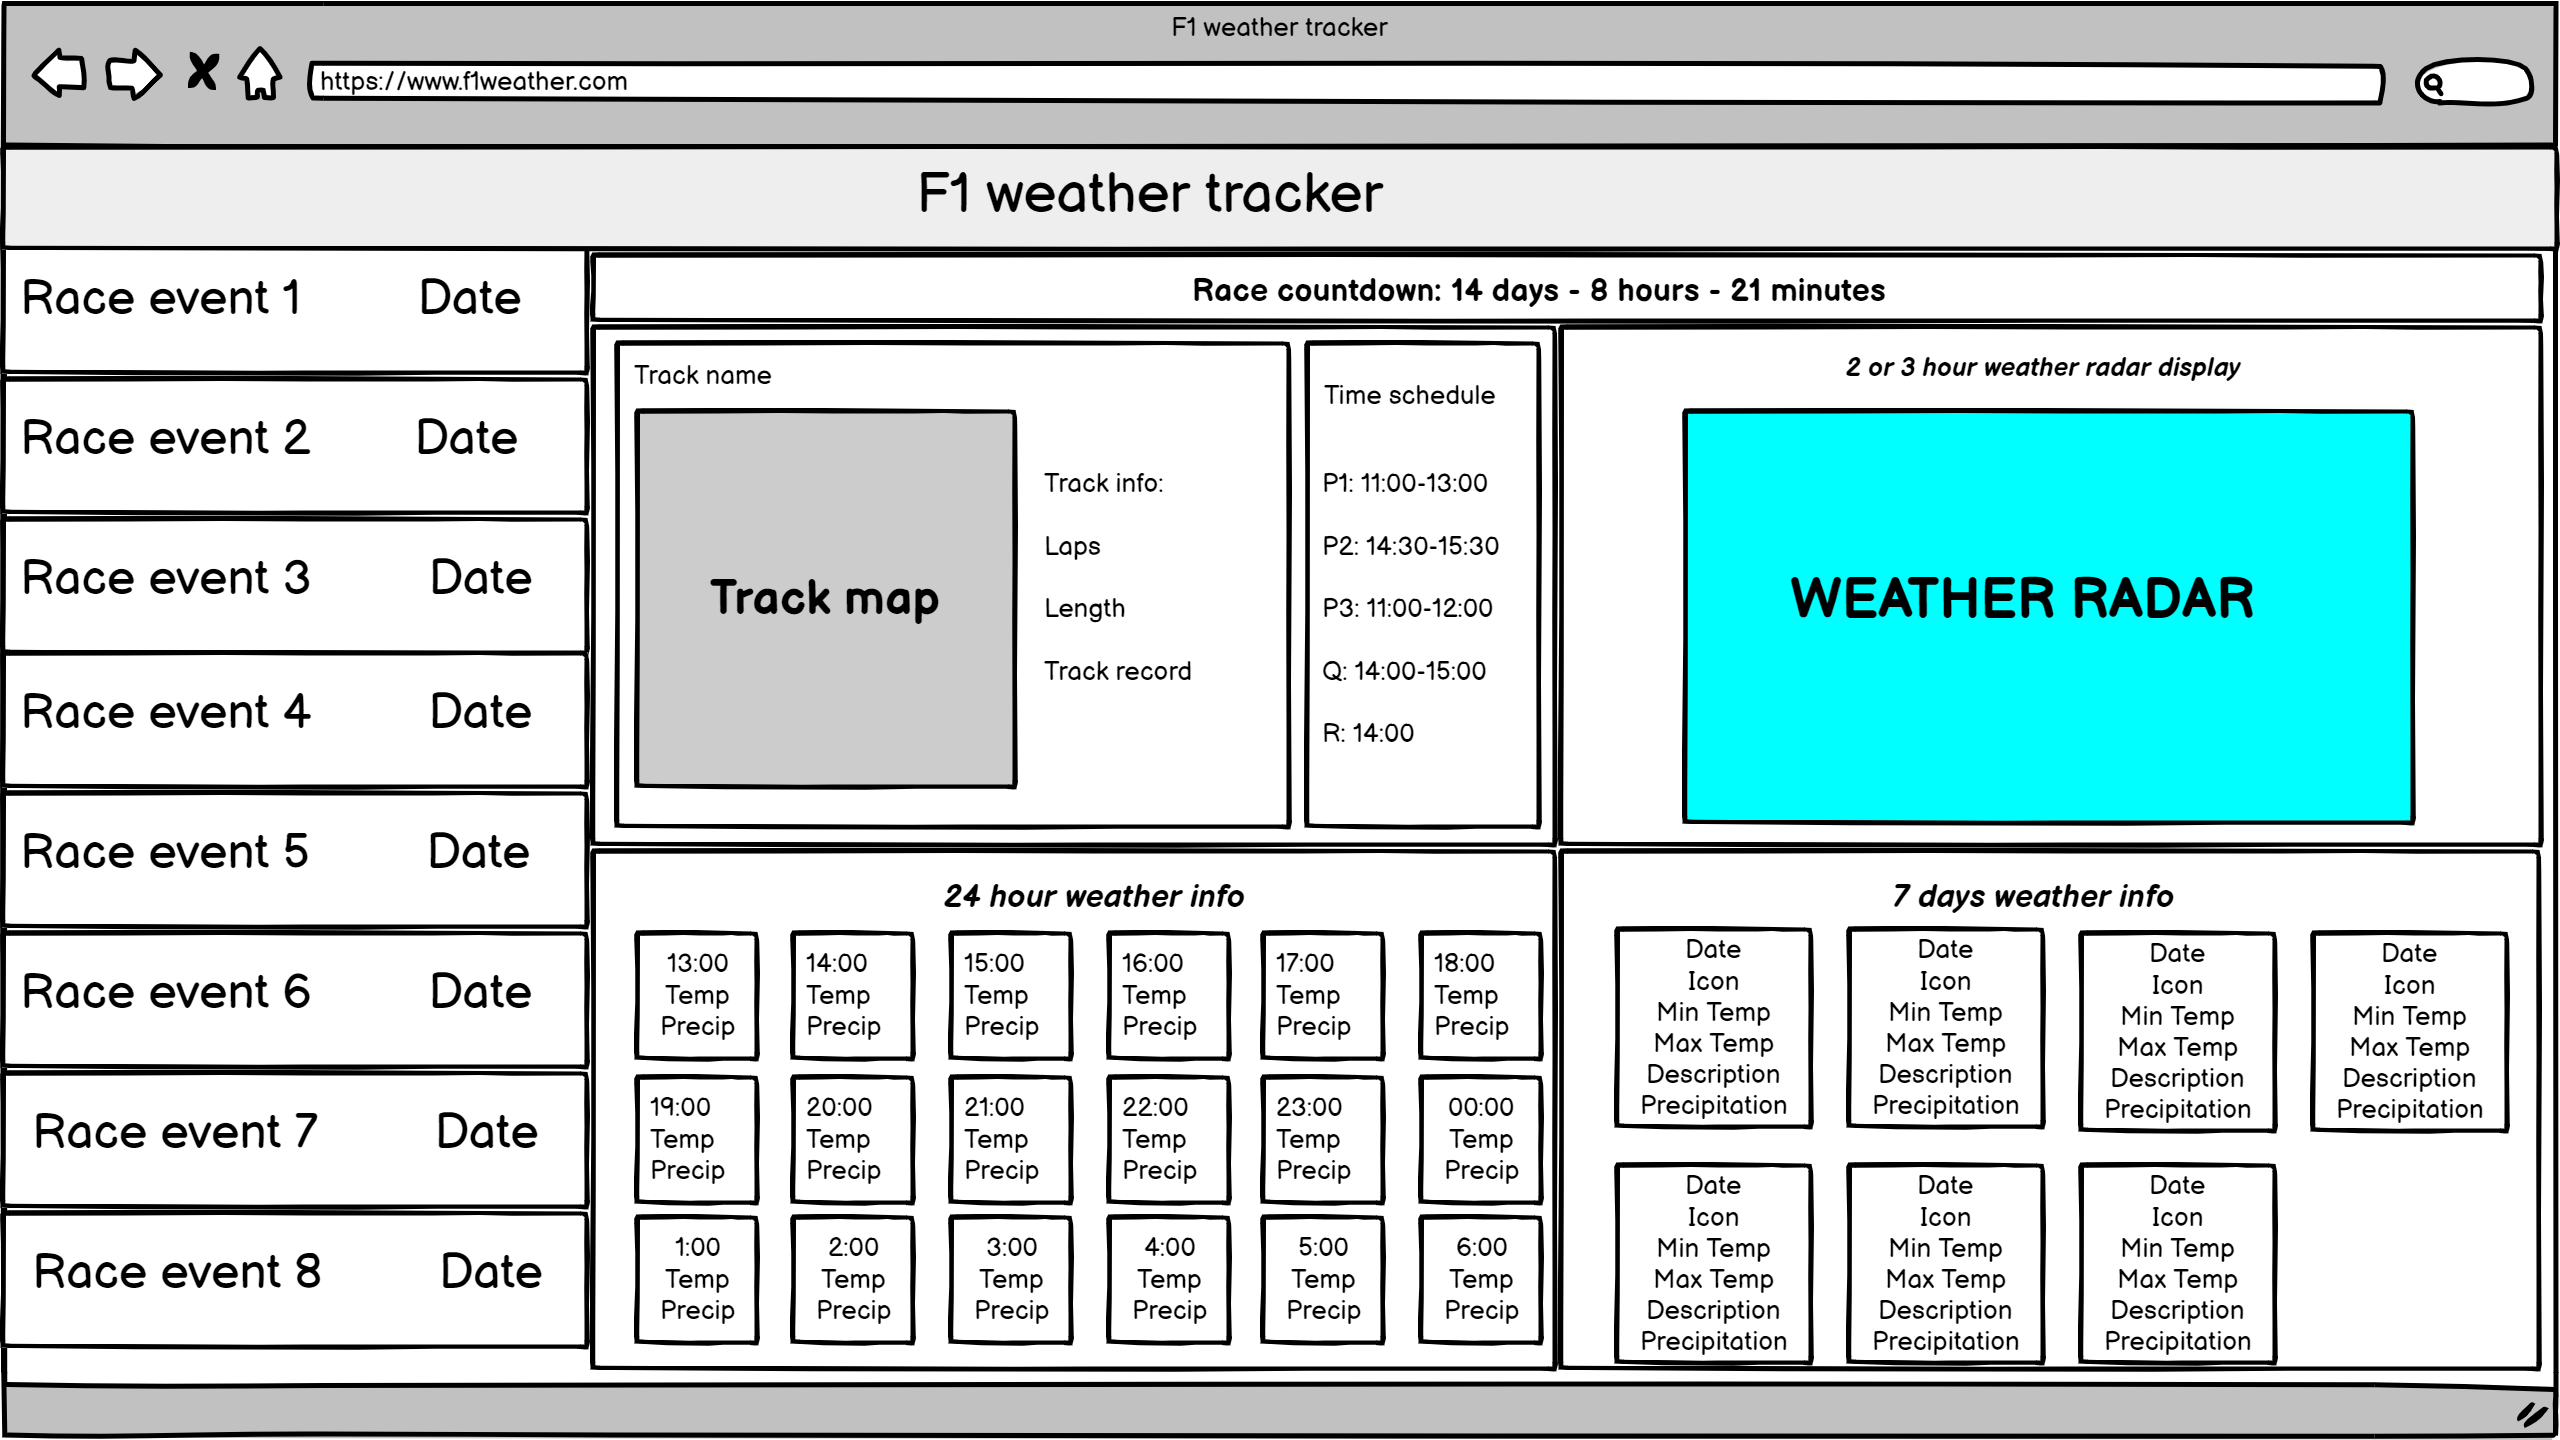 F1 weather tracker
https://www.f1weather.com
F1 weather tracker
Race event 1 Date
Race event 2 Date
Race event 3 Date
Race event 4 Date
Race event 5 Date
Race event 6 Date
Race event 7 Date
Race event 8 Date
Race countdown: 14 days - 8 hours - 21 minutes
Track name
Track map
Track info:
Laps
Length
Track record
Time schedule
P1: 11:00-13:00
P2: 14:30-15:30
P3: 11:00-12:00
Q: 14:00-15:00
R: 14:00
2 or 3 hour weather radar display
WEATHER RADAR
24 hour weather info
13:00
Temp
Precip
14:00
Temp
Precip
15:00
Temp
Precip
16:00
Temp
Precip
17:00
Temp
Precip
18:00
Temp
Precip
19:00
Temp
Precip
20:00
Temp
Precip
21:00
Temp
Precip
22:00
Temp
Precip
23:00
Temp
Precip
00:00
Temp
Precip
1:00
Temp
Precip
2:00
Temp
Precip
3:00
Temp
Precip
4:00
Temp
Precip
5:00
Temp
Precip
6:00
Temp
Precip
7 days weather info
Date
Icon
Min Temp
Max Temp
Description
Precipitation
Date
Icon
Min Temp
Max Temp
Description
Precipitation
Date
Icon
Min Temp
Max Temp
Description
Precipitation
Date
Icon
Min Temp
Max Temp
Description
Precipitation
Date
Icon
Min Temp
Max Temp
Description
Precipitation
Date
Icon
Min Temp
Max Temp
Description
Precipitation
Date
Icon
Min Temp
Max Temp
Description
Precipitation